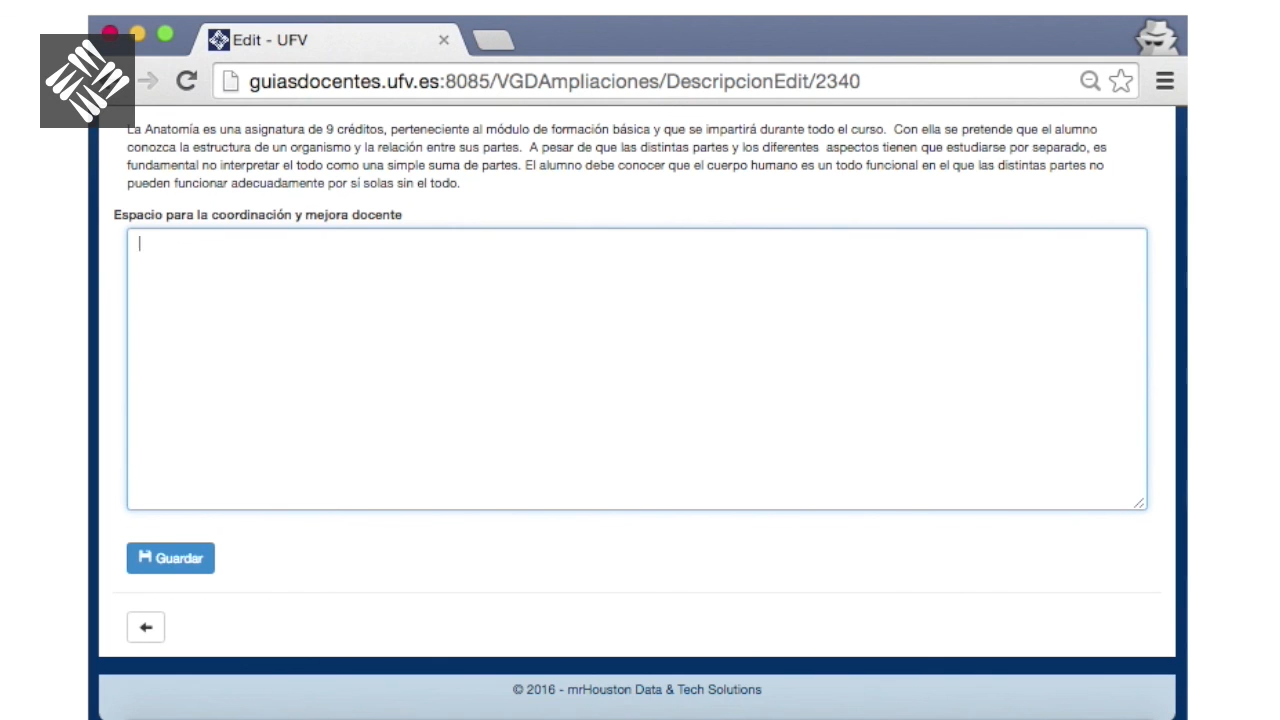 Edit - UFV
guiasdocentes.ufv.es:8085/VGDAmpliaciones/DescripcionEdit/2340
La Anatomía es una asignatura de 9 créditos, perteneciente al módulo de formación básica y que se impartirá durante todo el curso. Con ella se pretende que el alumno
conozca la estructura de un organismo y la relación entre sus partes. A pesar de que las distintas partes y los diferentes aspectos tienen que estudiarse por separado, es
fundamental no interpretar el todo como una simple suma de partes. El alumno debe conocer que el cuerpo humano es un todo funcional en el que las distintas partes no
pueden funcionar adecuadamente por sí solas sin el todo.
Espacio para la coordinación y mejora docente
Guardar
© 2016 - mrHouston Data & Tech Solutions